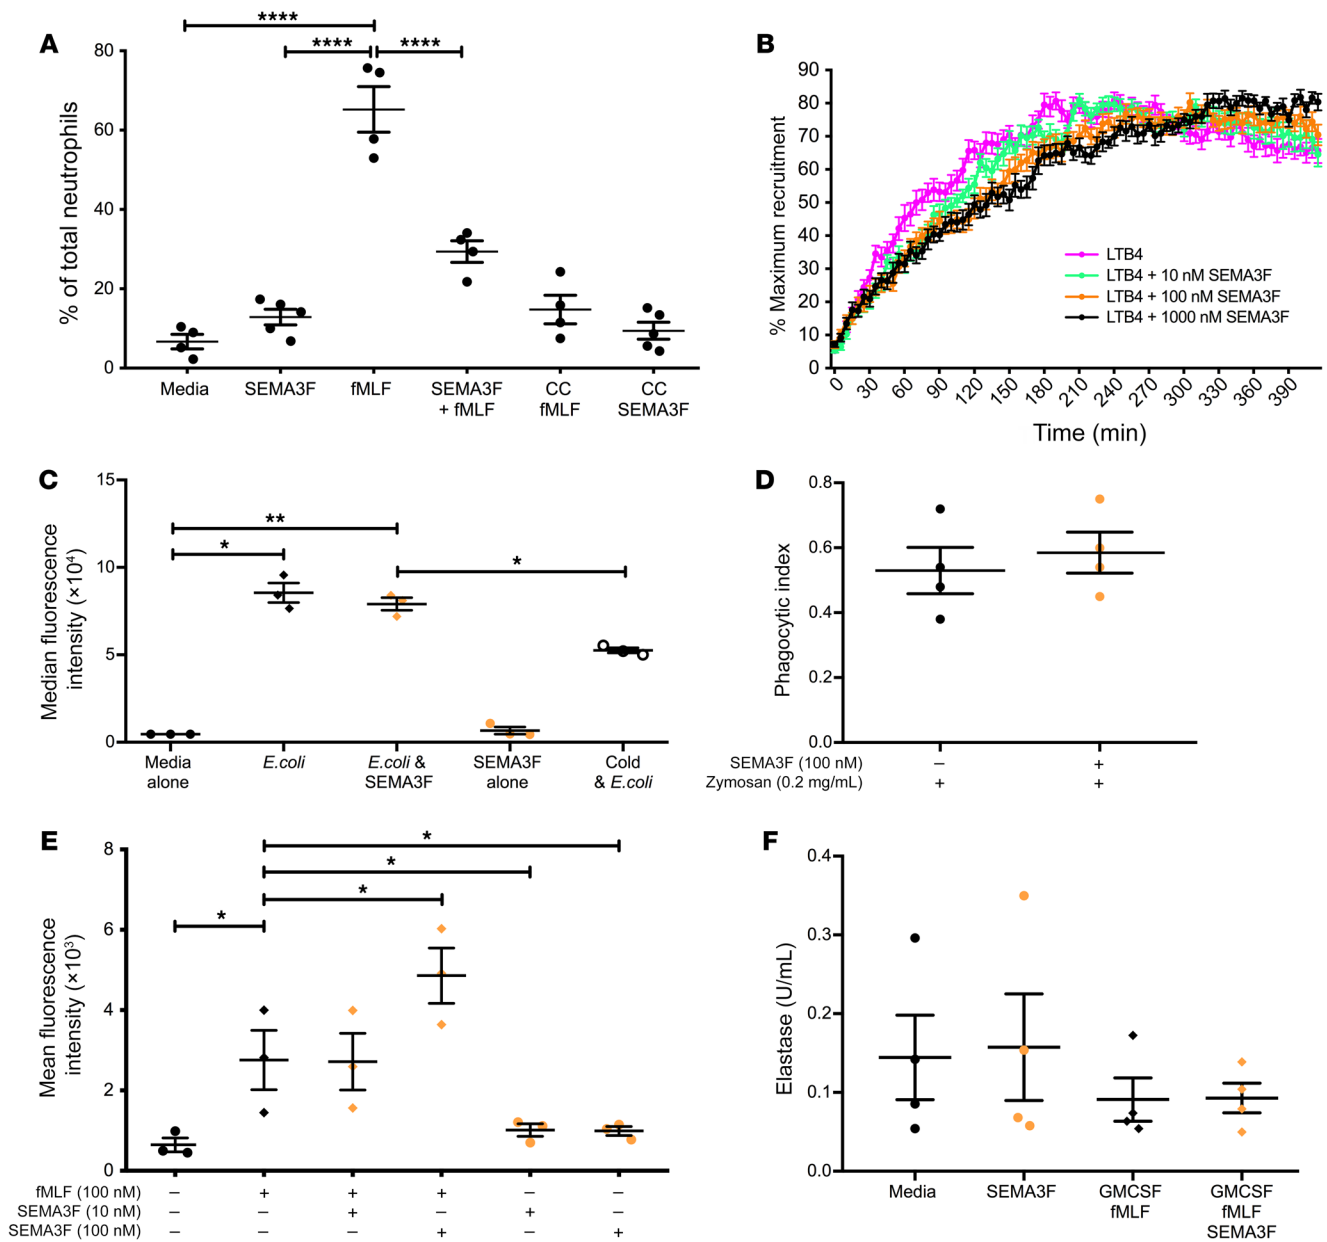 A
****
****
****
80
60
40
20
0
% of total neutrophils
Media
SEMA3F
fMLF
SEMA3F
+ fMLF
CC
fMLF
CC
SEMA3F
B
90
80
70
60
50
40
30
20
10
0
% Maximum recruitment
LTB4
LTB4 + 10 nM SEMA3F
LTB4 + 100 nM SEMA3F
LTB4 + 1000 nM SEMA3F
0
30
60
90
120
150
180
210
240
270
300
330
360
390
Time (min)
C
15
10
5
0
Median fluorescence
intensity (×10⁴)
**
*
*
Media
alone
E.coli
E.coli &
SEMA3F
SEMA3F
alone
Cold
& E.coli
D
0.8
0.6
0.4
0.2
0.0
Phagocytic index
SEMA3F (100 nM) – +
Zymosan (0.2 mg/mL) + +
E
8
6
4
2
0
Mean fluorescence
intensity (×10³)
*
*
*
*
fMLF (100 nM) – + + + – –
SEMA3F (10 nM) – – + – + –
SEMA3F (100 nM) – – – + – +
F
0.4
0.3
0.2
0.1
0.0
Elastase (U/mL)
Media
SEMA3F
GMCSF
fMLF
GMCSF
fMLF
SEMA3F